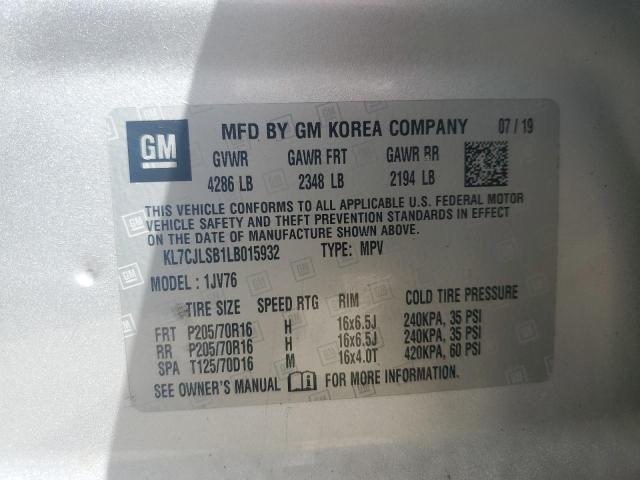 GM MFD BY GM KOREA COMPANY 07 / 19
GVWR GAWR FRT GAWR RR
4286 LB 2348 LB 2194 LB
THIS VEHICLE CONFORMS TO ALL APPLICABLE U.S. FEDERAL MOTOR
VEHICLE SAFETY AND THEFT PREVENTION STANDARDS IN EFFECT
ON THE DATE OF MANUFACTURE SHOWN ABOVE.
KL7CJLSB1LB015932 TYPE: MPV
MODEL : 1JV76
TIRE SIZE SPEED RTG RIM COLD TIRE PRESSURE
FRT P205/70R16 H 16x6.5J 240KPA, 35 PSI
RR P205/70R16 H 16x6.5J 240KPA, 35 PSI
SPA T125/70D16 M 16x4.0T 420KPA, 60 PSI
SEE OWNER'S MANUAL FOR MORE INFORMATION.